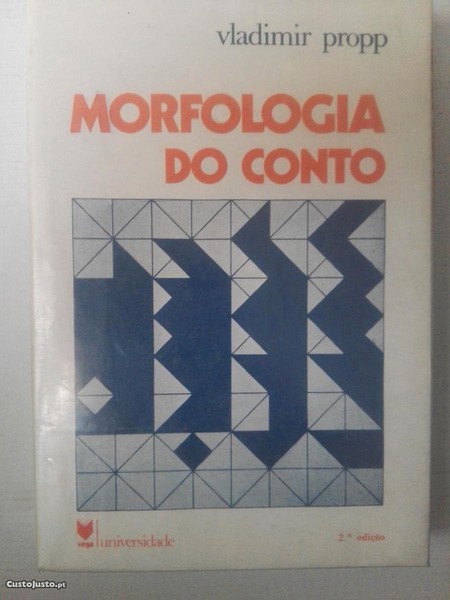 vladimir propp
MORFOLOGIA
DO CONTO
vega universidade
2.ª edição
CustoJusto.pt